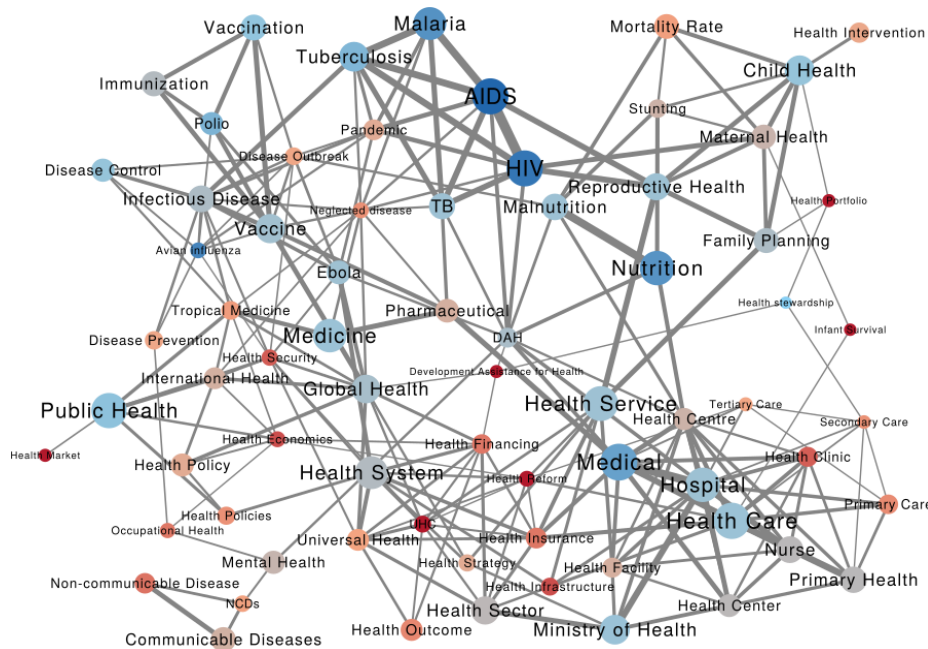 Malaria
Vaccination
Mortality Rate
Health Intervention
Tuberculosis
Child Health
Immunization
AIDS
Stunting
Polio
Pandemic
Maternal Health
Disease Outbreak
Disease Control
HIV
Reproductive Health
Infectious Disease
Neglected disease
TB
Malnutrition
Health Portfolio
Vaccine
Family Planning
Avian influenza
Ebola
Nutrition
Health stewardship
Tropical Medicine
Pharmaceutical
Medicine
DAH
Infant Survival
Disease Prevention
Health Security
International Health
Development Assistance for Health
Global Health
Public Health
Health Service
Tertiary Care
Health Centre
Secondary Care
Health Economics
Health Financing
Health Market
Health Policy
Health System
Medical
Health Clinic
Health Reform
Hospital
Primary Care
Health Policies
Health Care
Occupational Health
UHC
Universal Health
Health Insurance
Nurse
Mental Health
Health Strategy
Health Facility
Non-communicable Disease
Health Infrastructure
Primary Health
NCDs
Health Sector
Health Center
Health Outcome
Ministry of Health
Communicable Diseases